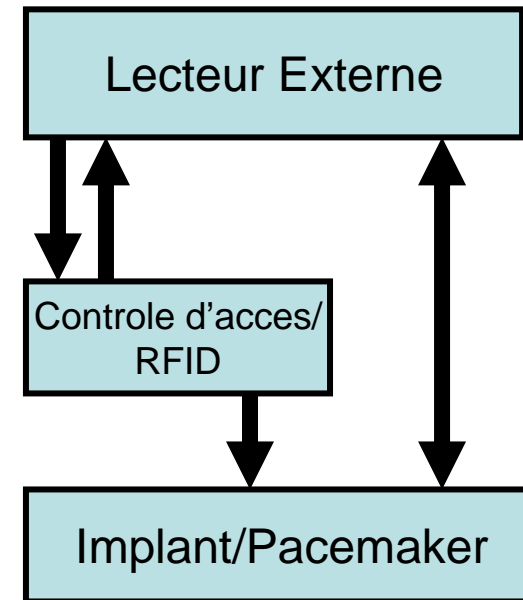 Lecteur Externe
Controle d'acces/
RFID
Implant/Pacemaker